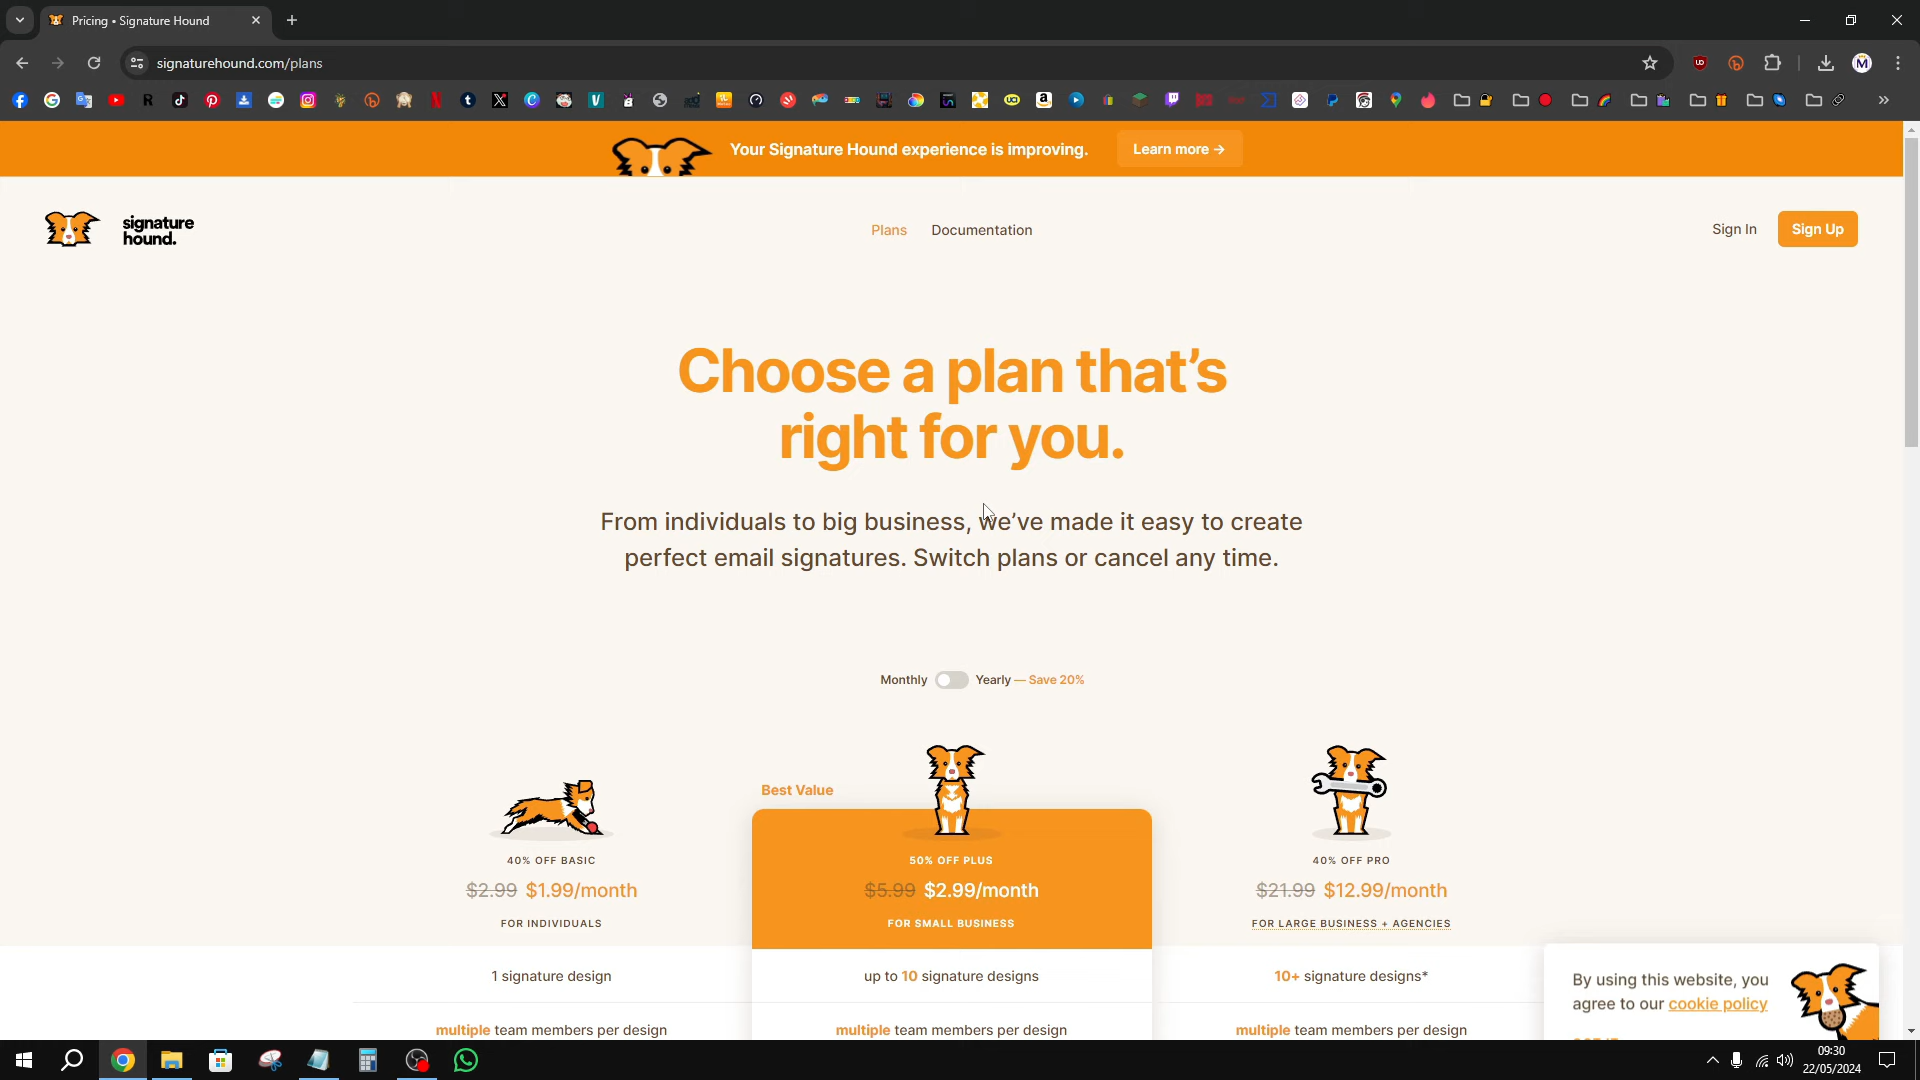 Pricing • Signature Hound
signaturehound.com/plans
Your Signature Hound experience is improving.
Learn more →
signature
hound.
Plans
Documentation
Sign In
Sign Up
Choose a plan that’s
right for you.
From individuals to big business, we’ve made it easy to create
perfect email signatures. Switch plans or cancel any time.
Monthly
Yearly — Save 20%
Best Value
40% OFF BASIC
$2.99 $1.99/month
FOR INDIVIDUALS
1 signature design
multiple team members per design
50% OFF PLUS
$5.99 $2.99/month
FOR SMALL BUSINESS
up to 10 signature designs
multiple team members per design
40% OFF PRO
$21.99 $12.99/month
FOR LARGE BUSINESS + AGENCIES
10+ signature designs*
multiple team members per design
By using this website, you
agree to our cookie policy
09:30
22/05/2024